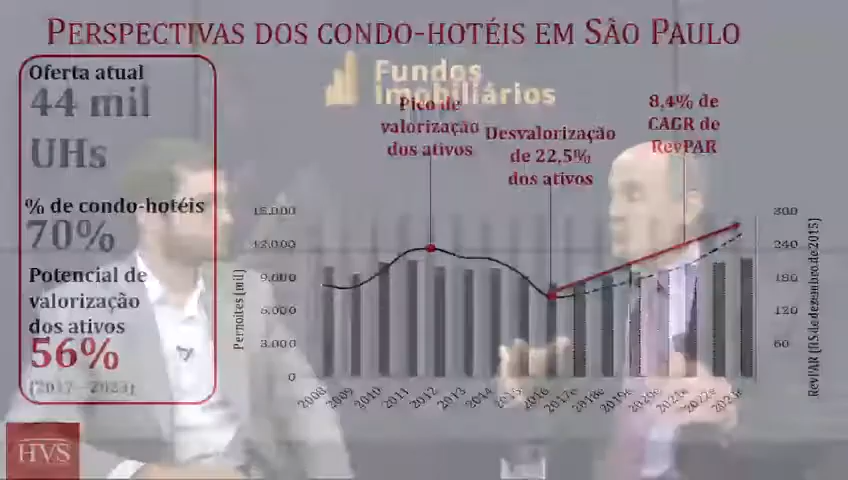 PERSPECTIVAS DOS CONDO-HOTÉIS EM SÃO PAULO
Oferta atual
44 mil
UHs
% de condo-hotéis
70%
Potencial de
valorização
dos ativos
56%
(2017 - 2023)
HVS
Fundos
Imobiliários
Pico de
valorização
dos ativos
Desvalorização
de 22,5%
dos ativos
8,4% de
CAGR de
RevPAR
Pernoites (mil)
15.000
12.000
9.000
6.000
3.000
0
300
240
180
120
60
RevPAR (R$ de dezembro de 2015)
2008 2009 2010 2011 2012 2013 2014 2015 2016 2017e 2018e 2019e 2020e 2021e 2022e 2023e